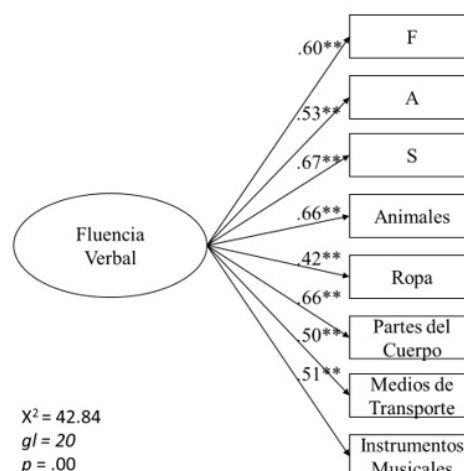 .60** F
.53** A
.67** S
.66** Animales
Fluencia
Verbal
.42** Ropa
.66** Partes del
Cuerpo
.50** Medios de
Transporte
.51** Instrumentos
Musicales
X² = 42.84
gl = 20
p = .00